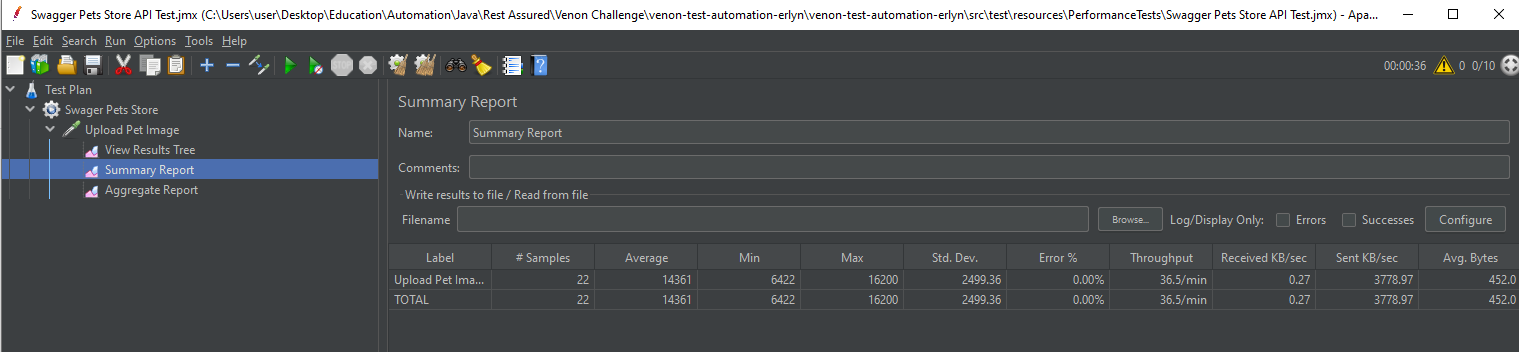 Swagger Pets Store API Test.jmx (C:\Users\user\Desktop\Education\Automation\Java\Rest Assured\Venon Challenge\venon-test-automation-erlyn\venon-test-automation-erlyn\src\test\resources\PerformanceTests\Swagger Pets Store API Test.jmx) - Apa...
File Edit Search Run Options Tools Help
STOP 00:00:36 0 0/10
Test Plan
Swager Pets Store
Upload Pet Image
View Results Tree
Summary Report
Aggregate Report
Summary Report
Name: Summary Report
Comments:
Write results to file / Read from file
Filename Browse... Log/Display Only: Errors Successes Configure
Label # Samples Average Min Max Std. Dev. Error % Throughput Received KB/sec Sent KB/sec Avg. Bytes
Upload Pet Ima... 22 14361 6422 16200 2499.36 0.00% 36.5/min 0.27 3778.97 452.0
TOTAL 22 14361 6422 16200 2499.36 0.00% 36.5/min 0.27 3778.97 452.0